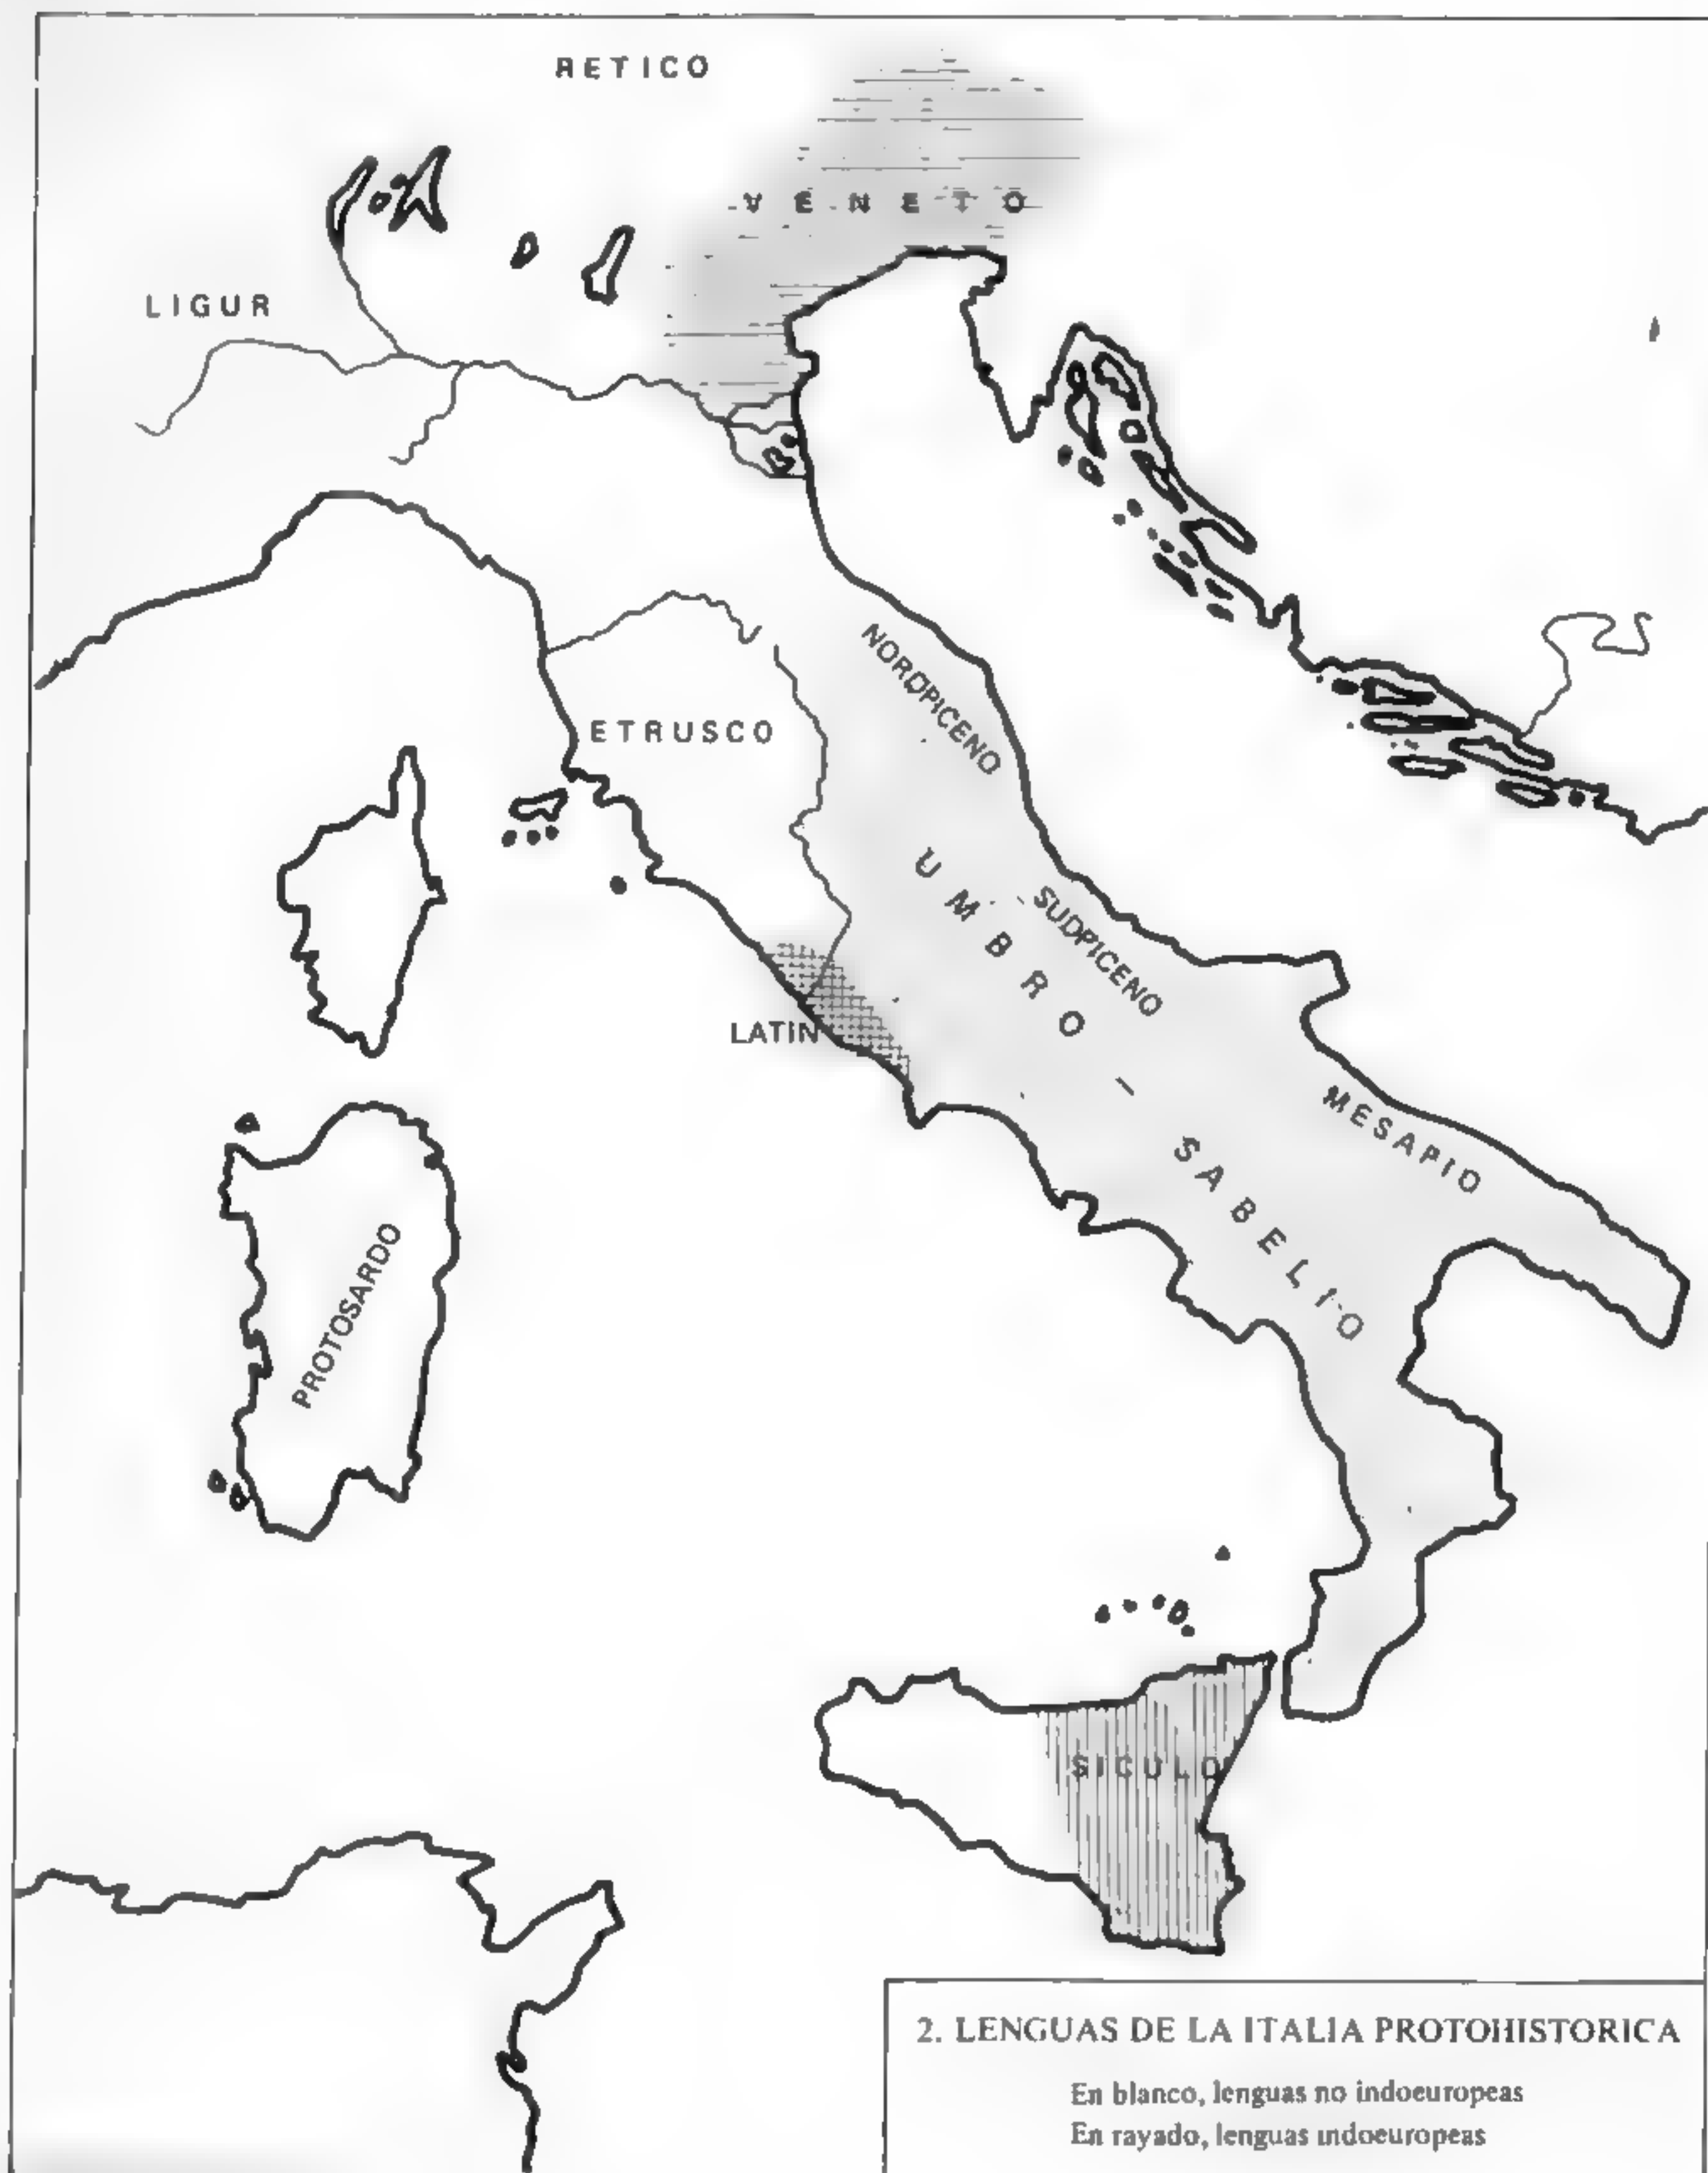 RETICO
VENETO
LIGUR
NORDPICENO
ETRUSCO
UMBRO - SABELIO
SUDPICENO
LATIN
MESAPIO
PROTOSARDO
SICULO
2. LENGUAS DE LA ITALIA PROTOHISTORICA
En blanco, lenguas no indoeuropeas
En rayado, lenguas indoeuropeas